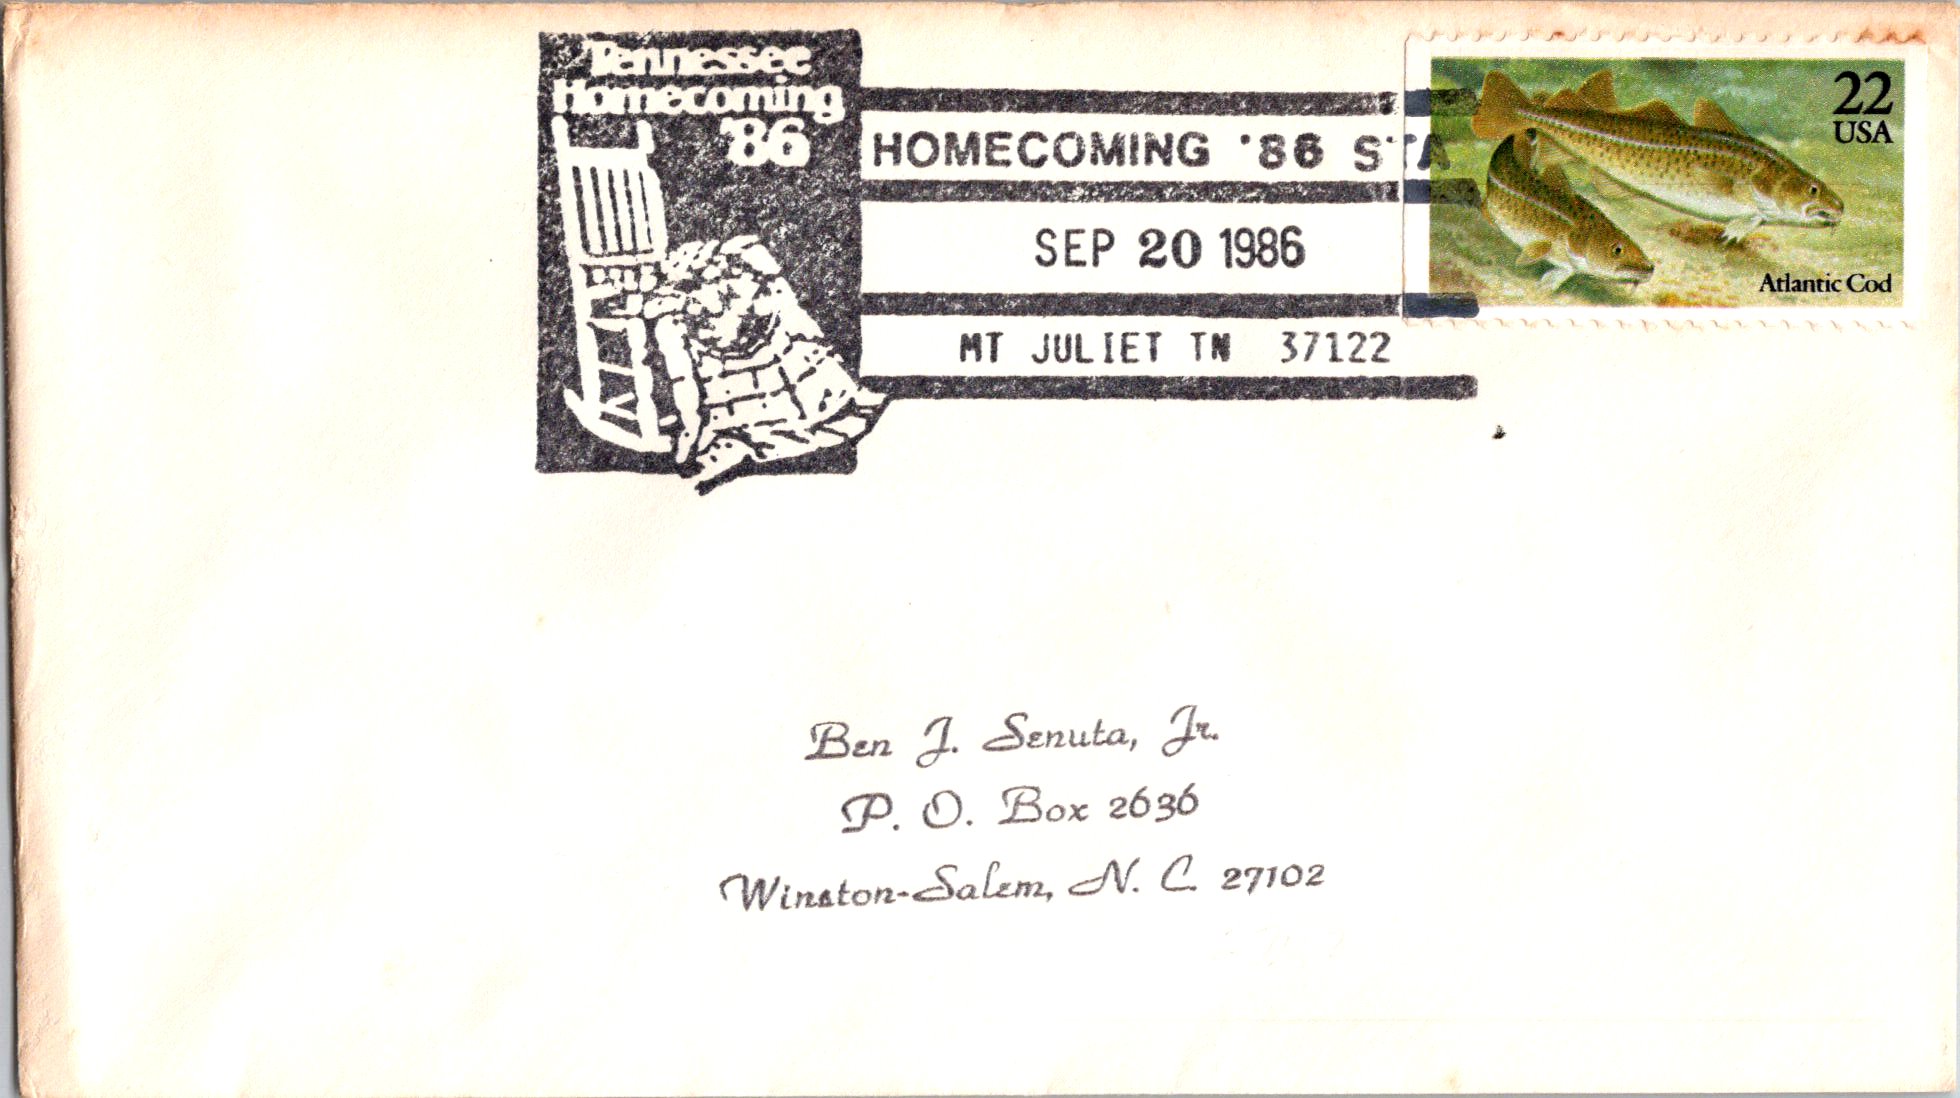 Tennessee
Homecoming
'86
HOMECOMING '86 STA
SEP 20 1986
MT JULIET TN 37122
22
USA
Atlantic Cod
Ben J. Senuta, Jr.
P. O. Box 2636
Winston-Salem, N. C. 27102